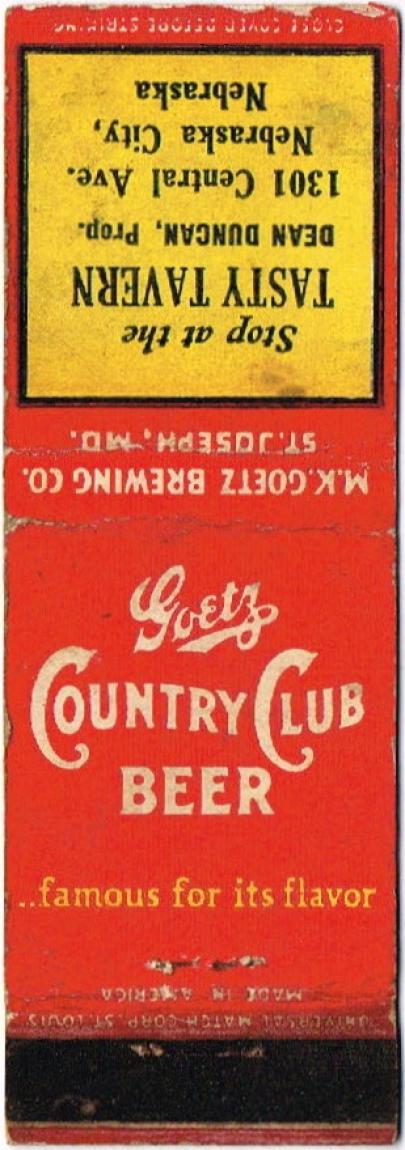 CLOSE COVER BEFORE STRIKING
Stop at the
TASTY TAVERN
DEAN DUNCAN, Prop.
1301 Central Ave.
Nebraska City,
Nebraska
M.K.GOETZ BREWING CO.
ST. JOSEPH, MO.
Goetz
COUNTRY CLUB
BEER
...famous for its flavor
UNIVERSAL MATCH CORP. ST. LOUIS
MADE IN AMERICA